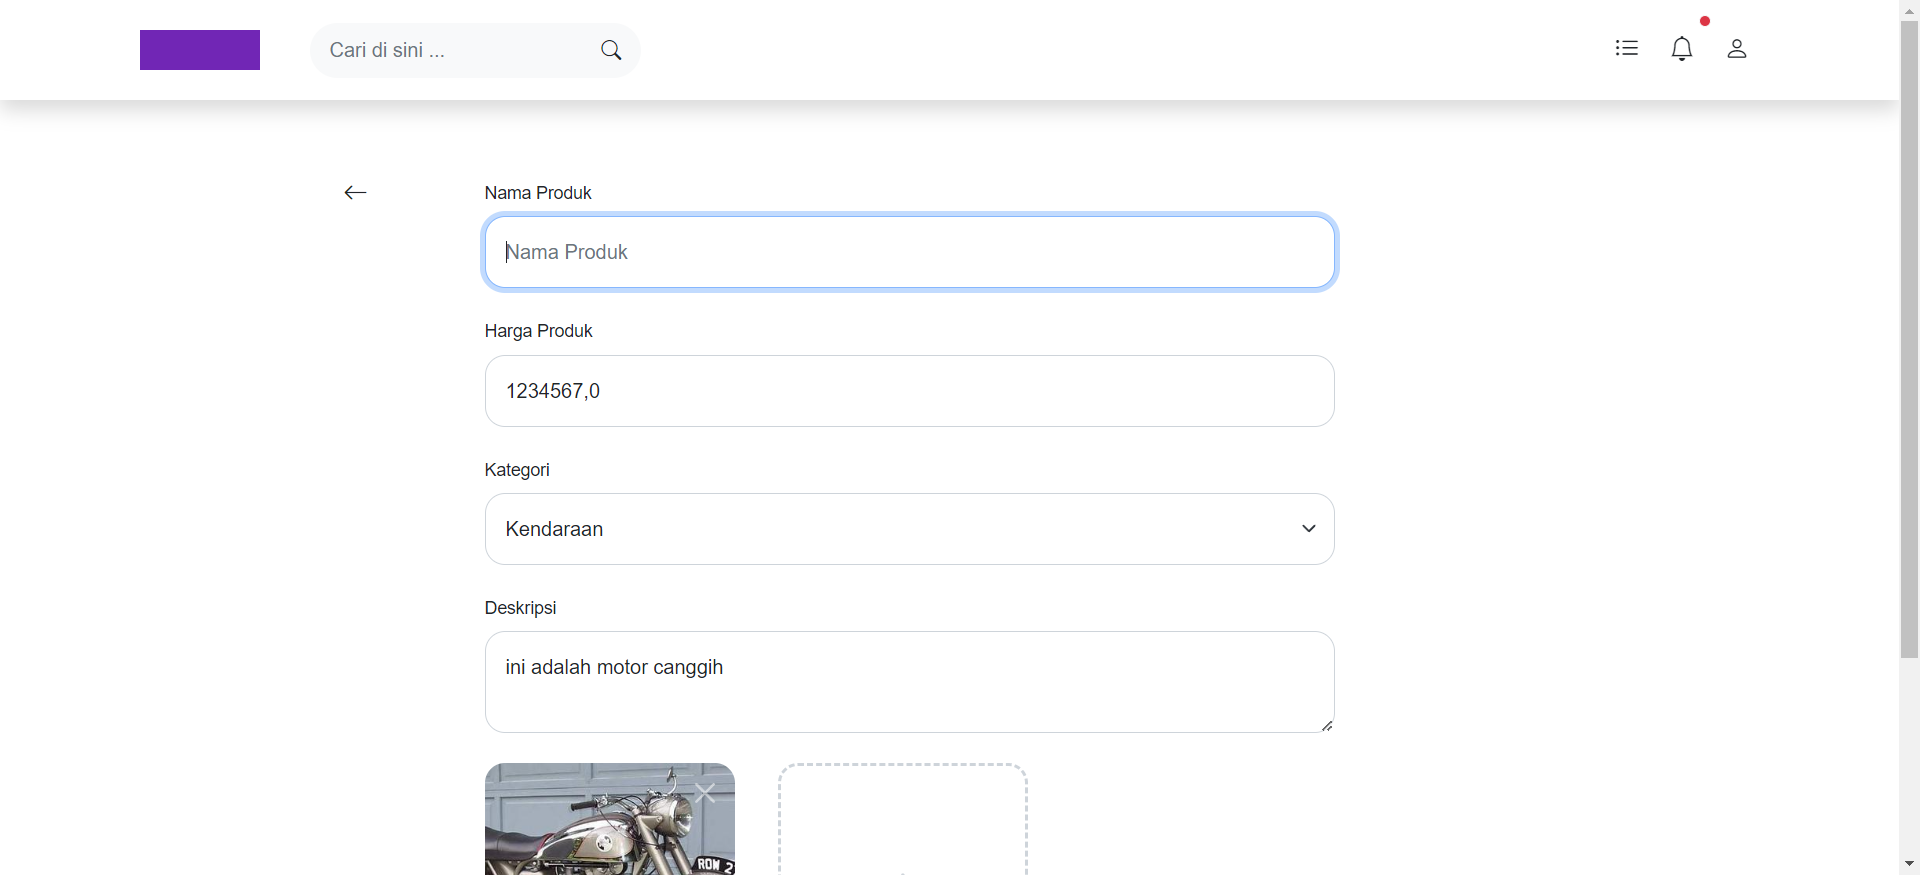 Cari di sini ...
Nama Produk
Nama Produk
Harga Produk
1234567,0
Kategori
Kendaraan
Deskripsi
ini adalah motor canggih
ROW 2